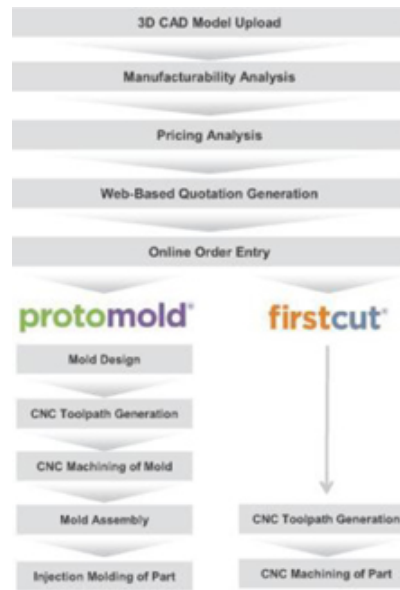 3D CAD Model Upload
Manufacturability Analysis
Pricing Analysis
Web-Based Quotation Generation
Online Order Entry
protomold®
Mold Design
CNC Toolpath Generation
CNC Machining of Mold
Mold Assembly
Injection Molding of Part
firstcut®
CNC Toolpath Generation
CNC Machining of Part